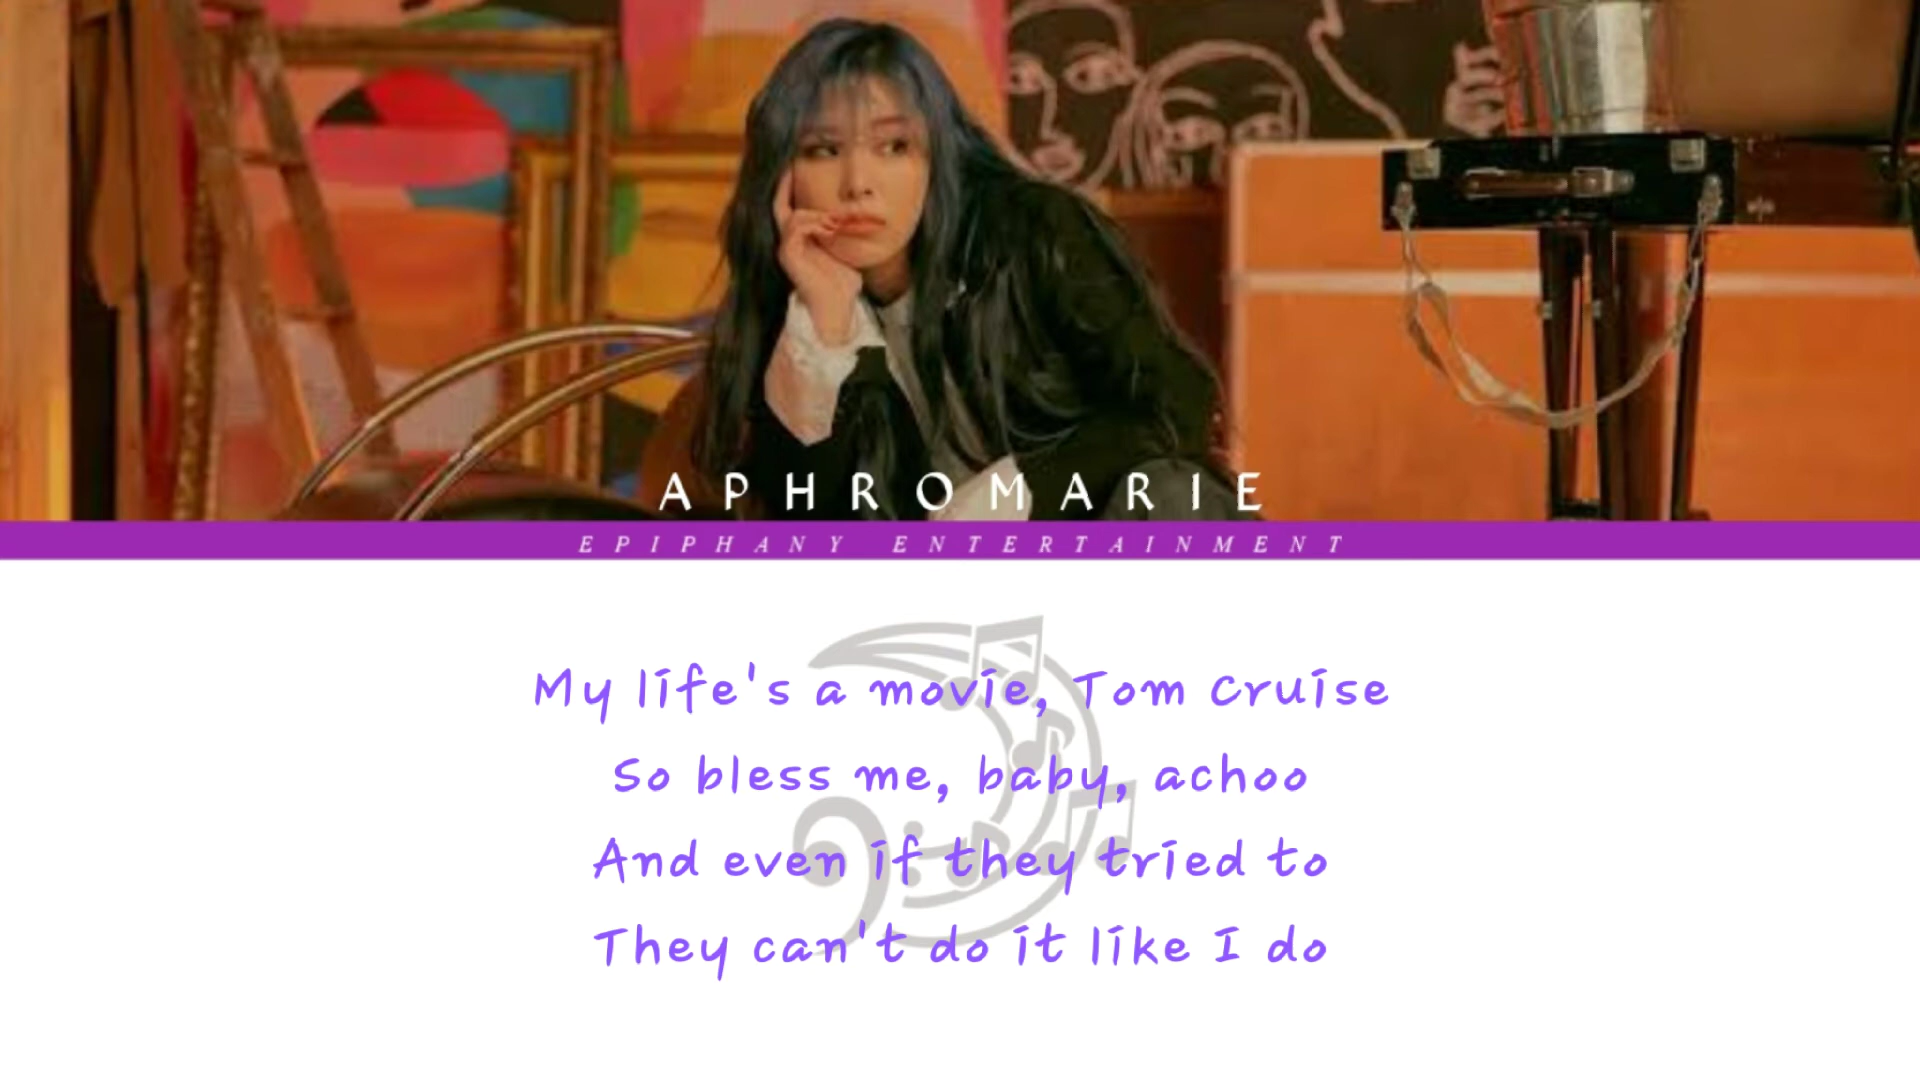 APHROMARIE
EPIPHANY ENTERTAINMENT
My life's a movie, Tom Cruise
So bless me, baby, achoo
And even if they tried to
They can't do it like I do